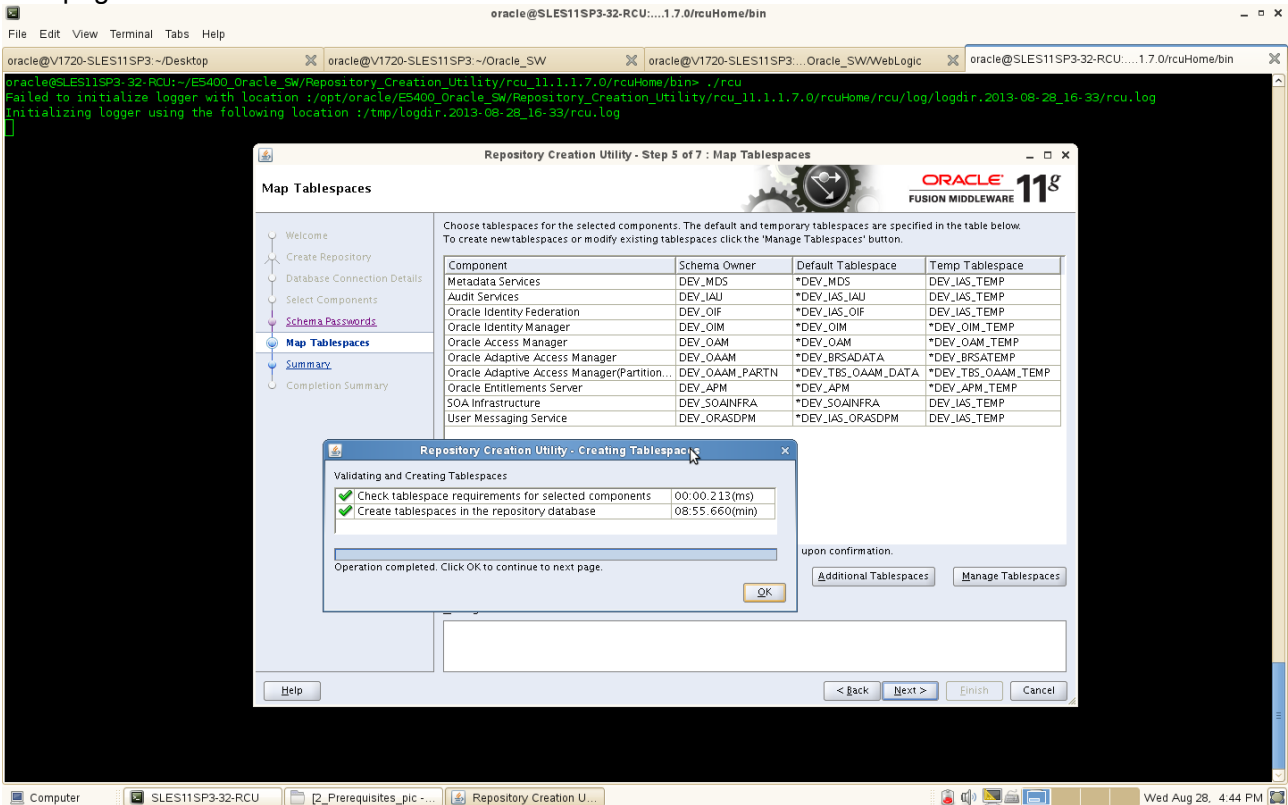 oracle@SLES11SP3-32-RCU:....1.7.0/rcuHome/bin
File Edit View Terminal Tabs Help
oracle@V1720-SLES11SP3:~/Desktop
oracle@V1720-SLES11SP3:~/Oracle_SW
oracle@V1720-SLES11SP3:...Oracle_SW/WebLogic
oracle@SLES11SP3-32-RCU:....1.7.0/rcuHome/bin
oracle@SLES11SP3-32-RCU:~/E5400_Oracle_SW/Repository_Creation_Utility/rcu_11.1.1.7.0/rcuHome/bin> ./rcu
Failed to initialize logger with location :/opt/oracle/E5400_Oracle_SW/Repository_Creation_Utility/rcu_11.1.1.7.0/rcuHome/rcu/log/logdir.2013-08-28_16-33/rcu.log
Initializing logger using the following location :/tmp/logdir.2013-08-28_16-33/rcu.log
Repository Creation Utility - Step 5 of 7 : Map Tablespaces
Map Tablespaces
ORACLE 11g
FUSION MIDDLEWARE
Welcome
Create Repository
Database Connection Details
Select Components
Schema Passwords
Map Tablespaces
Summary
Completion Summary
Choose tablespaces for the selected components. The default and temporary tablespaces are specified in the table below.
To create new tablespaces or modify existing tablespaces click the 'Manage Tablespaces' button.
Component Schema Owner Default Tablespace Temp Tablespace
Metadata Services DEV_MDS *DEV_MDS DEV_IAS_TEMP
Audit Services DEV_IAU *DEV_IAS_IAU DEV_IAS_TEMP
Oracle Identity Federation DEV_OIF *DEV_IAS_OIF DEV_IAS_TEMP
Oracle Identity Manager DEV_OIM *DEV_OIM *DEV_OIM_TEMP
Oracle Access Manager DEV_OAM *DEV_OAM *DEV_OAM_TEMP
Oracle Adaptive Access Manager DEV_OAAM *DEV_BRSADATA *DEV_BRSATEMP
Oracle Adaptive Access Manager(Partition... DEV_OAAM_PARTN *DEV_TBS_OAAM_DATA *DEV_TBS_OAAM_TEMP
Oracle Entitlements Server DEV_APM *DEV_APM *DEV_APM_TEMP
SOA Infrastructure DEV_SOAINFRA *DEV_SOAINFRA DEV_IAS_TEMP
User Messaging Service DEV_ORASDPM *DEV_IAS_ORASDPM DEV_IAS_TEMP
Repository Creation Utility - Creating Tablespaces
Validating and Creating Tablespaces
Check tablespace requirements for selected components 00:00.213(ms)
Create tablespaces in the repository database 08:55.660(min)
Operation completed. Click OK to continue to next page.
OK
upon confirmation.
Additional Tablespaces Manage Tablespaces
Help < Back Next > Finish Cancel
Computer SLES11SP3-32-RCU [2_Prerequisites_pic -... Repository Creation U... Wed Aug 28, 4:44 PM